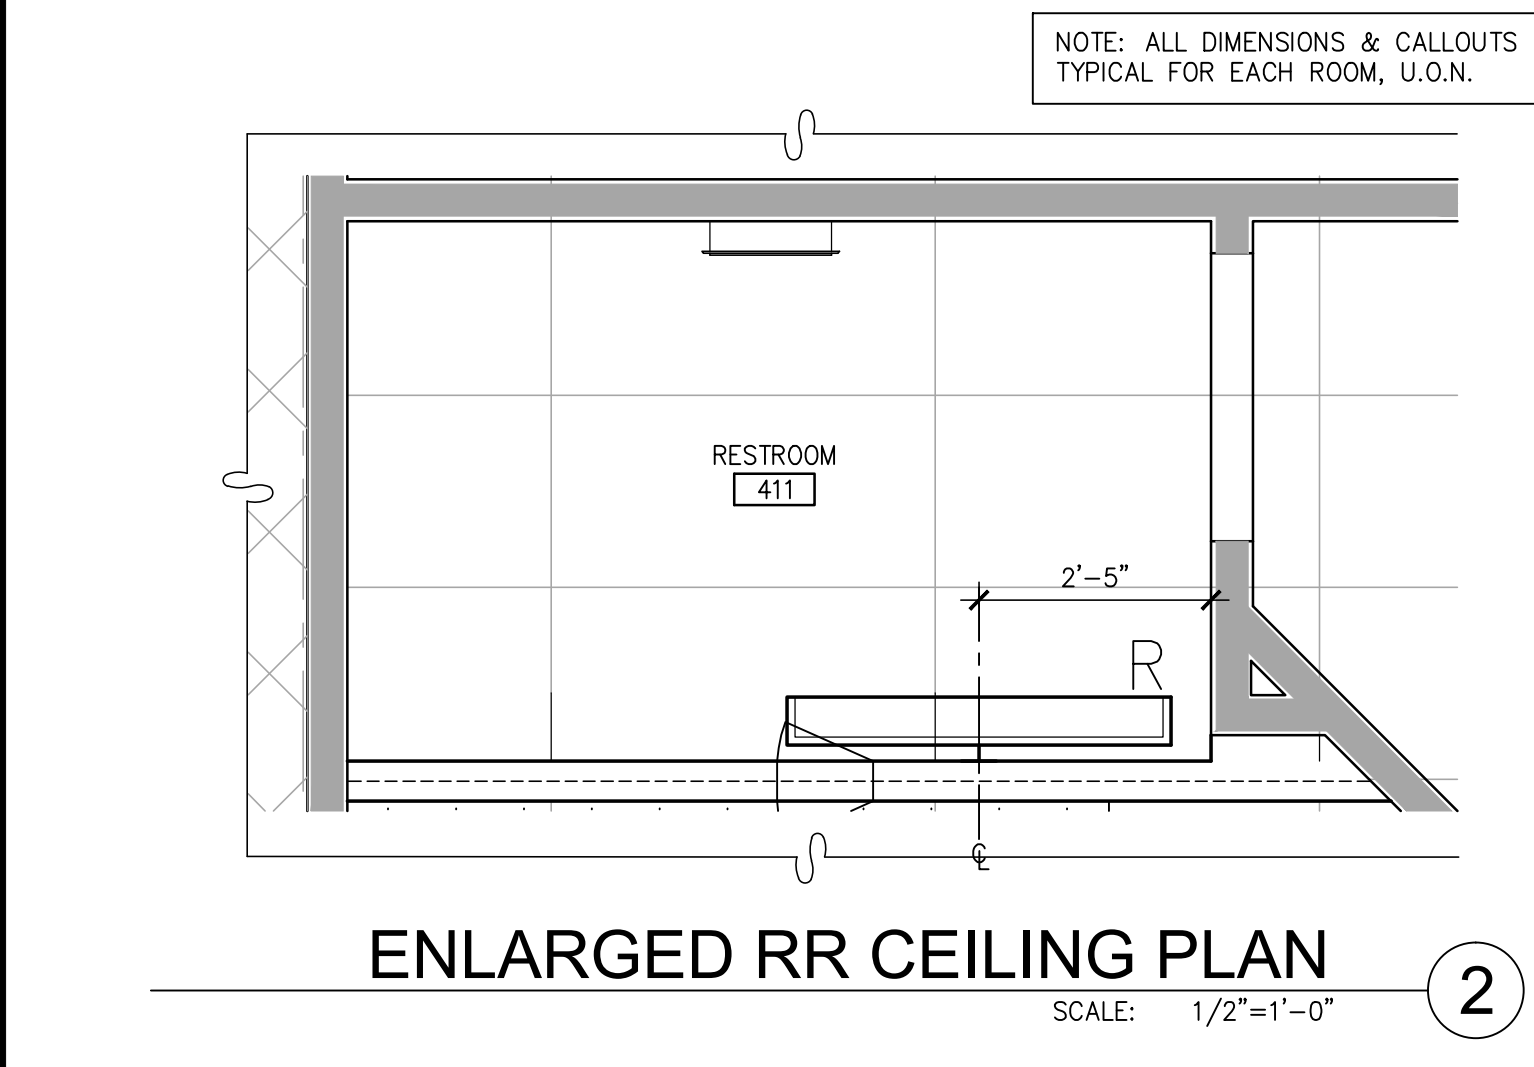 NOTE: ALL DIMENSIONS & CALLOUTS
TYPICAL FOR EACH ROOM, U.O.N.
RESTROOM
411
2'-5"
R
℄
ENLARGED RR CEILING PLAN
2
SCALE: 1/2"=1'-0"